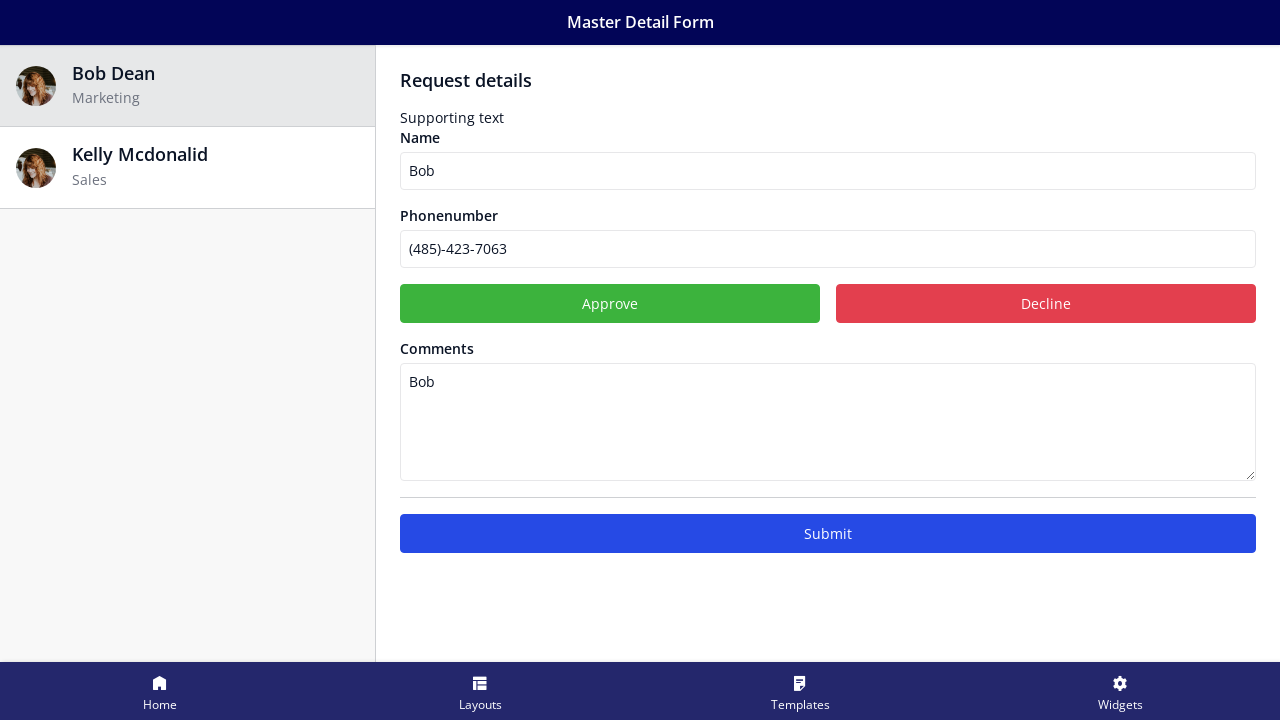 Master Detail Form
Bob Dean
Marketing
Kelly Mcdonalid
Sales
Request details
Supporting text
Name
Bob
Phonenumber
(485)-423-7063
Approve
Decline
Comments
Bob
Submit
Home
Layouts
Templates
Widgets